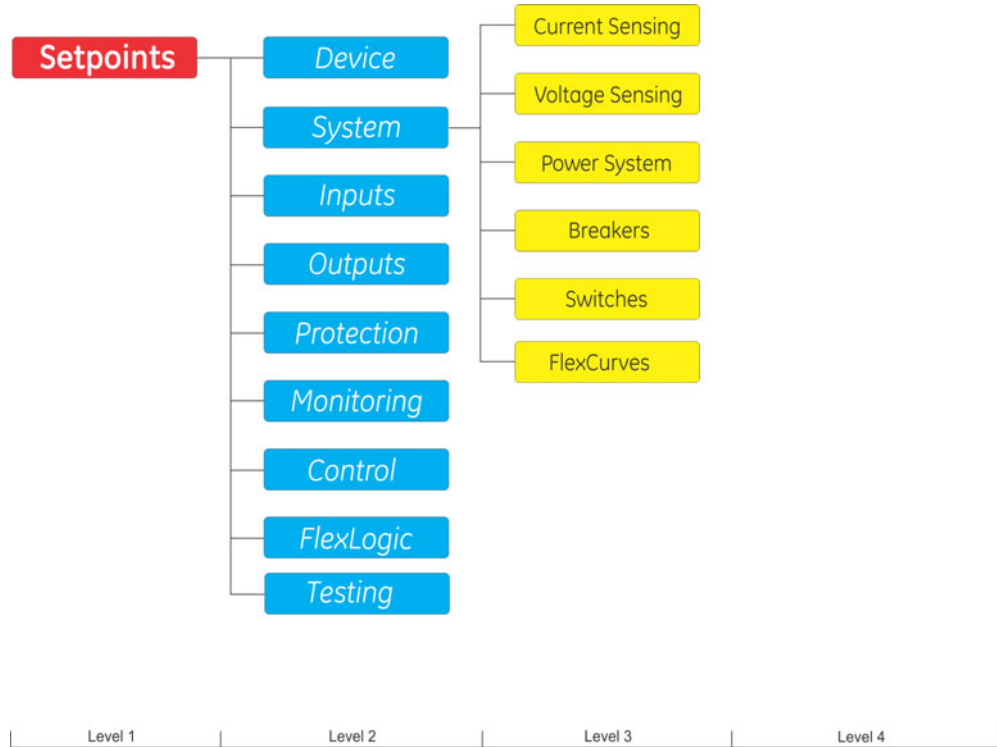 Setpoints
Device
System
Inputs
Outputs
Protection
Monitoring
Control
FlexLogic
Testing
Current Sensing
Voltage Sensing
Power System
Breakers
Switches
FlexCurves
Level 1
Level 2
Level 3
Level 4